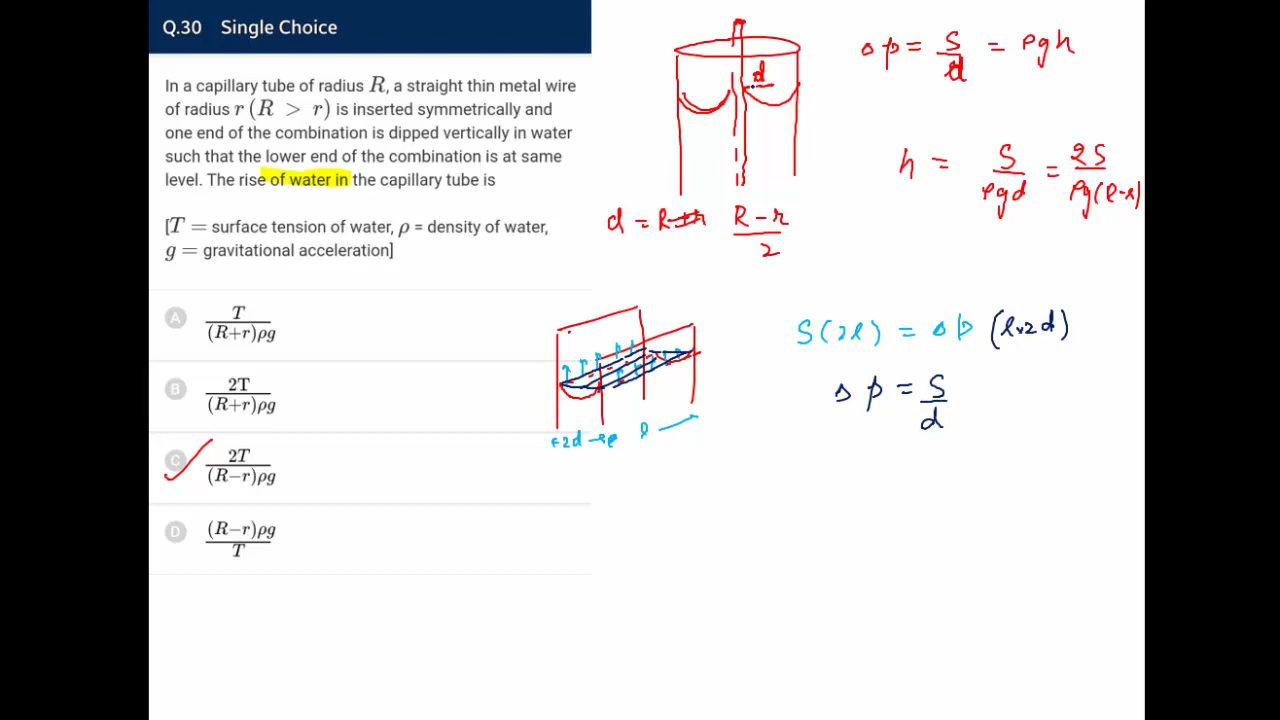 Q.30 Single Choice
In a capillary tube of radius R, a straight thin metal wire
of radius r (R > r) is inserted symmetrically and
one end of the combination is dipped vertically in water
such that the lower end of the combination is at same
level. The rise of water in the capillary tube is
[T = surface tension of water, ρ = density of water,
g = gravitational acceleration]
A T/(R+r)ρg
B 2T/(R+r)ρg
C 2T/(R−r)ρg
D (R−r)ρg/T
d
Δp = S/d = ρgh
h = S/ρgd = 2S/ρg(R-r)
d = R-r/2
S(2l) = Δp (l×2d)
Δp = S/d
2d
l